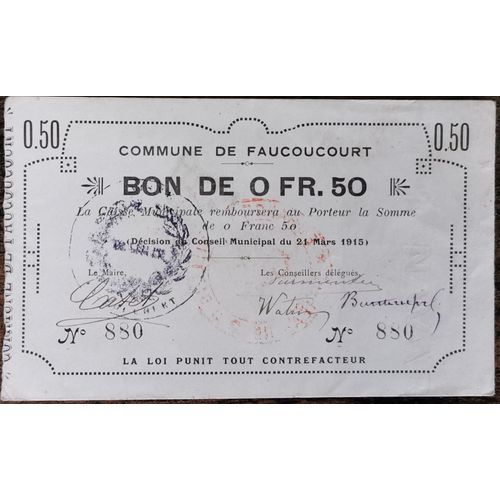 0.50 0.50
COMMUNE DE FAUCOUCOURT
BON DE 0 FR. 50
La Caisse Municipale remboursera au Porteur la Somme
de 0 Franc 50
(Décision du Conseil Municipal du 21 Mars 1915)
Le Maire, Les Conseillers délégués,
No 880 No 880
LA LOI PUNIT TOUT CONTREFACTEUR
COMMUNE DE FAUCOUCOURT